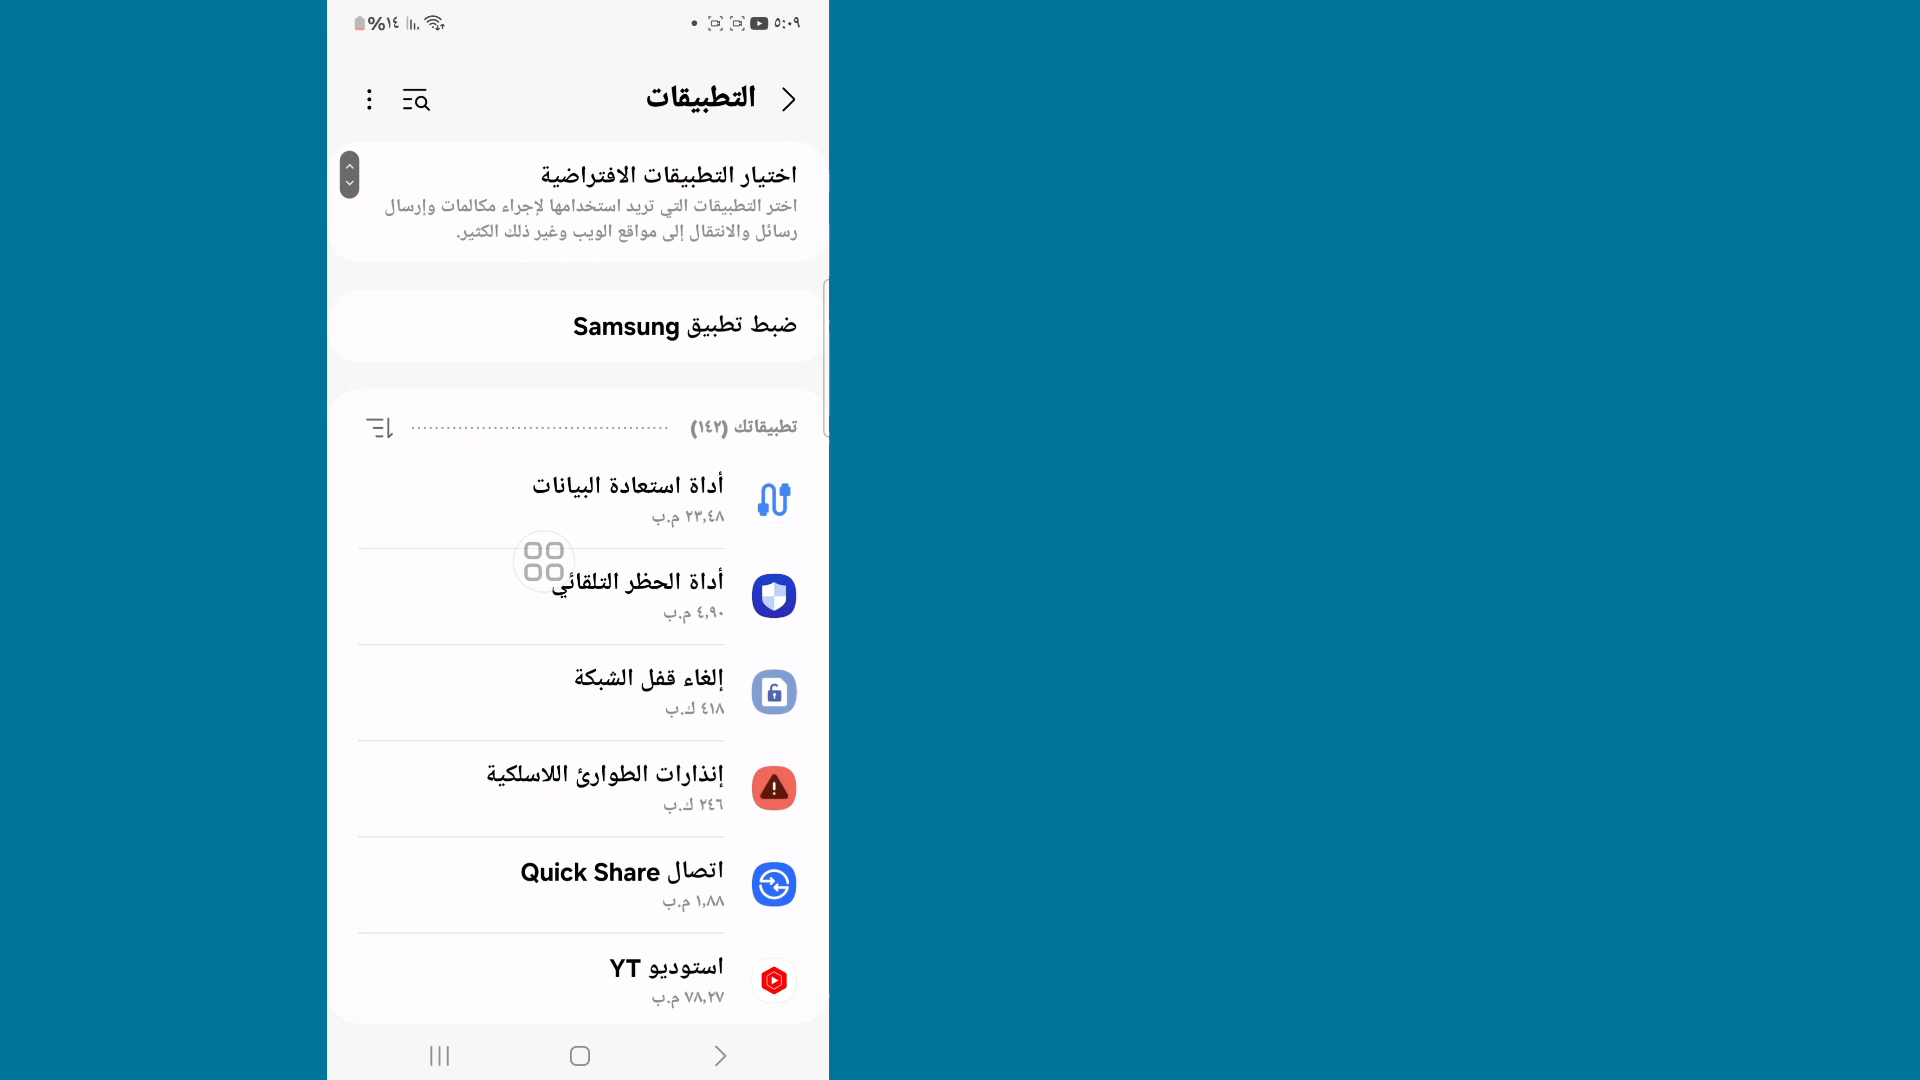 ٥:٠٩
%١٤
التطبيقات
اختيار التطبيقات الافتراضية
اختر التطبيقات التي تريد استخدامها لإجراء مكالمات وإرسال
رسائل والانتقال إلى مواقع الويب وغير ذلك الكثير.
ضبط تطبيق Samsung
تطبيقاتك (١٤٢)
أداة استعادة البيانات
٢٣,٤٨ م.ب
أداة الحظر التلقائي
٤,٩٠ م.ب
إلغاء قفل الشبكة
٤١٨ ك.ب
إنذارات الطوارئ اللاسلكية
٢٤٦ ك.ب
اتصال Quick Share
١,٨٨ م.ب
استوديو YT
٧٨,٢٧ م.ب